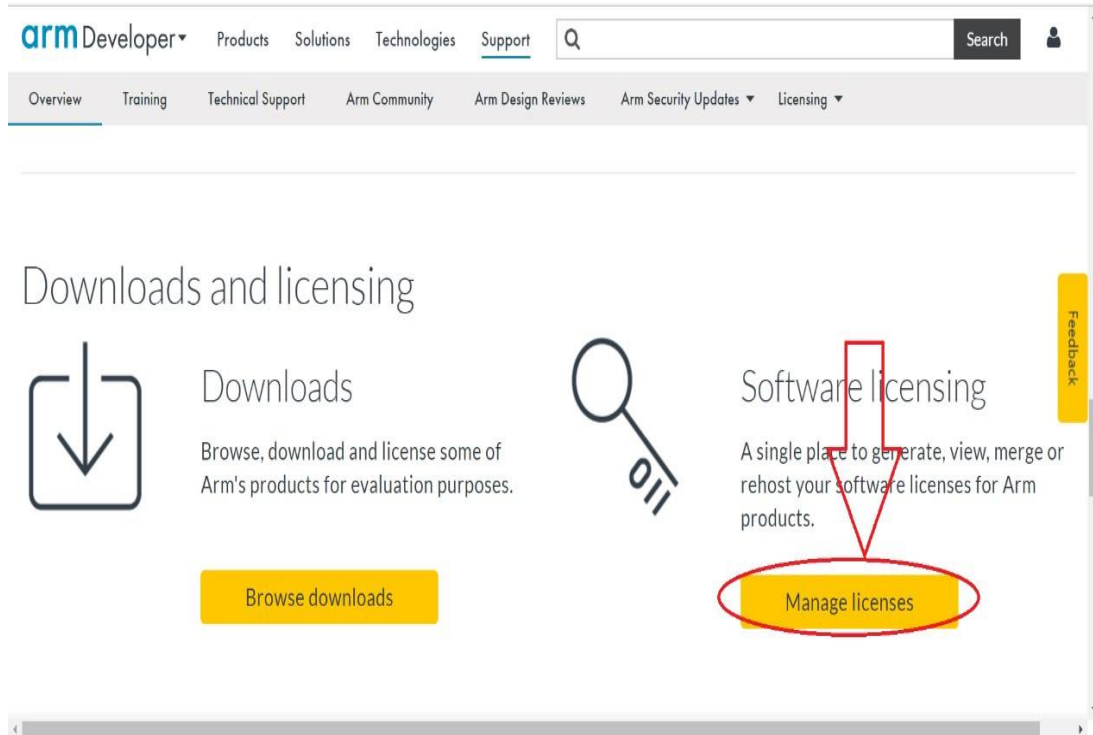 arm Developer Products Solutions Technologies Support Search
Overview Training Technical Support Arm Community Arm Design Reviews Arm Security Updates Licensing
Downloads and licensing
Feedback
Downloads
Browse, download and license some of
Arm's products for evaluation purposes.
Browse downloads
Software licensing
A single place to generate, view, merge or
rehost your software licenses for Arm
products.
Manage licenses